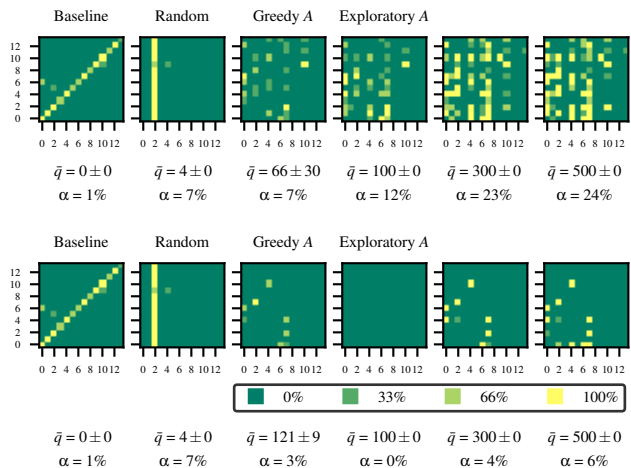 Baseline Random Greedy A Exploratory A
12
10
8
6
4
2
0
0 2 4 6 8 10 12 0 2 4 6 8 10 12 0 2 4 6 8 10 12 0 2 4 6 8 10 12 0 2 4 6 8 10 12 0 2 4 6 8 10 12
q̄ = 0 ± 0 q̄ = 4 ± 0 q̄ = 66 ± 30 q̄ = 100 ± 0 q̄ = 300 ± 0 q̄ = 500 ± 0
α = 1% α = 7% α = 7% α = 12% α = 23% α = 24%
Baseline Random Greedy A Exploratory A
12
10
8
6
4
2
0
0 2 4 6 8 10 12 0 2 4 6 8 10 12 0 2 4 6 8 10 12 0 2 4 6 8 10 12 0 2 4 6 8 10 12 0 2 4 6 8 10 12
0% 33% 66% 100%
q̄ = 0 ± 0 q̄ = 4 ± 0 q̄ = 121 ± 9 q̄ = 100 ± 0 q̄ = 300 ± 0 q̄ = 500 ± 0
α = 1% α = 7% α = 3% α = 0% α = 4% α = 6%